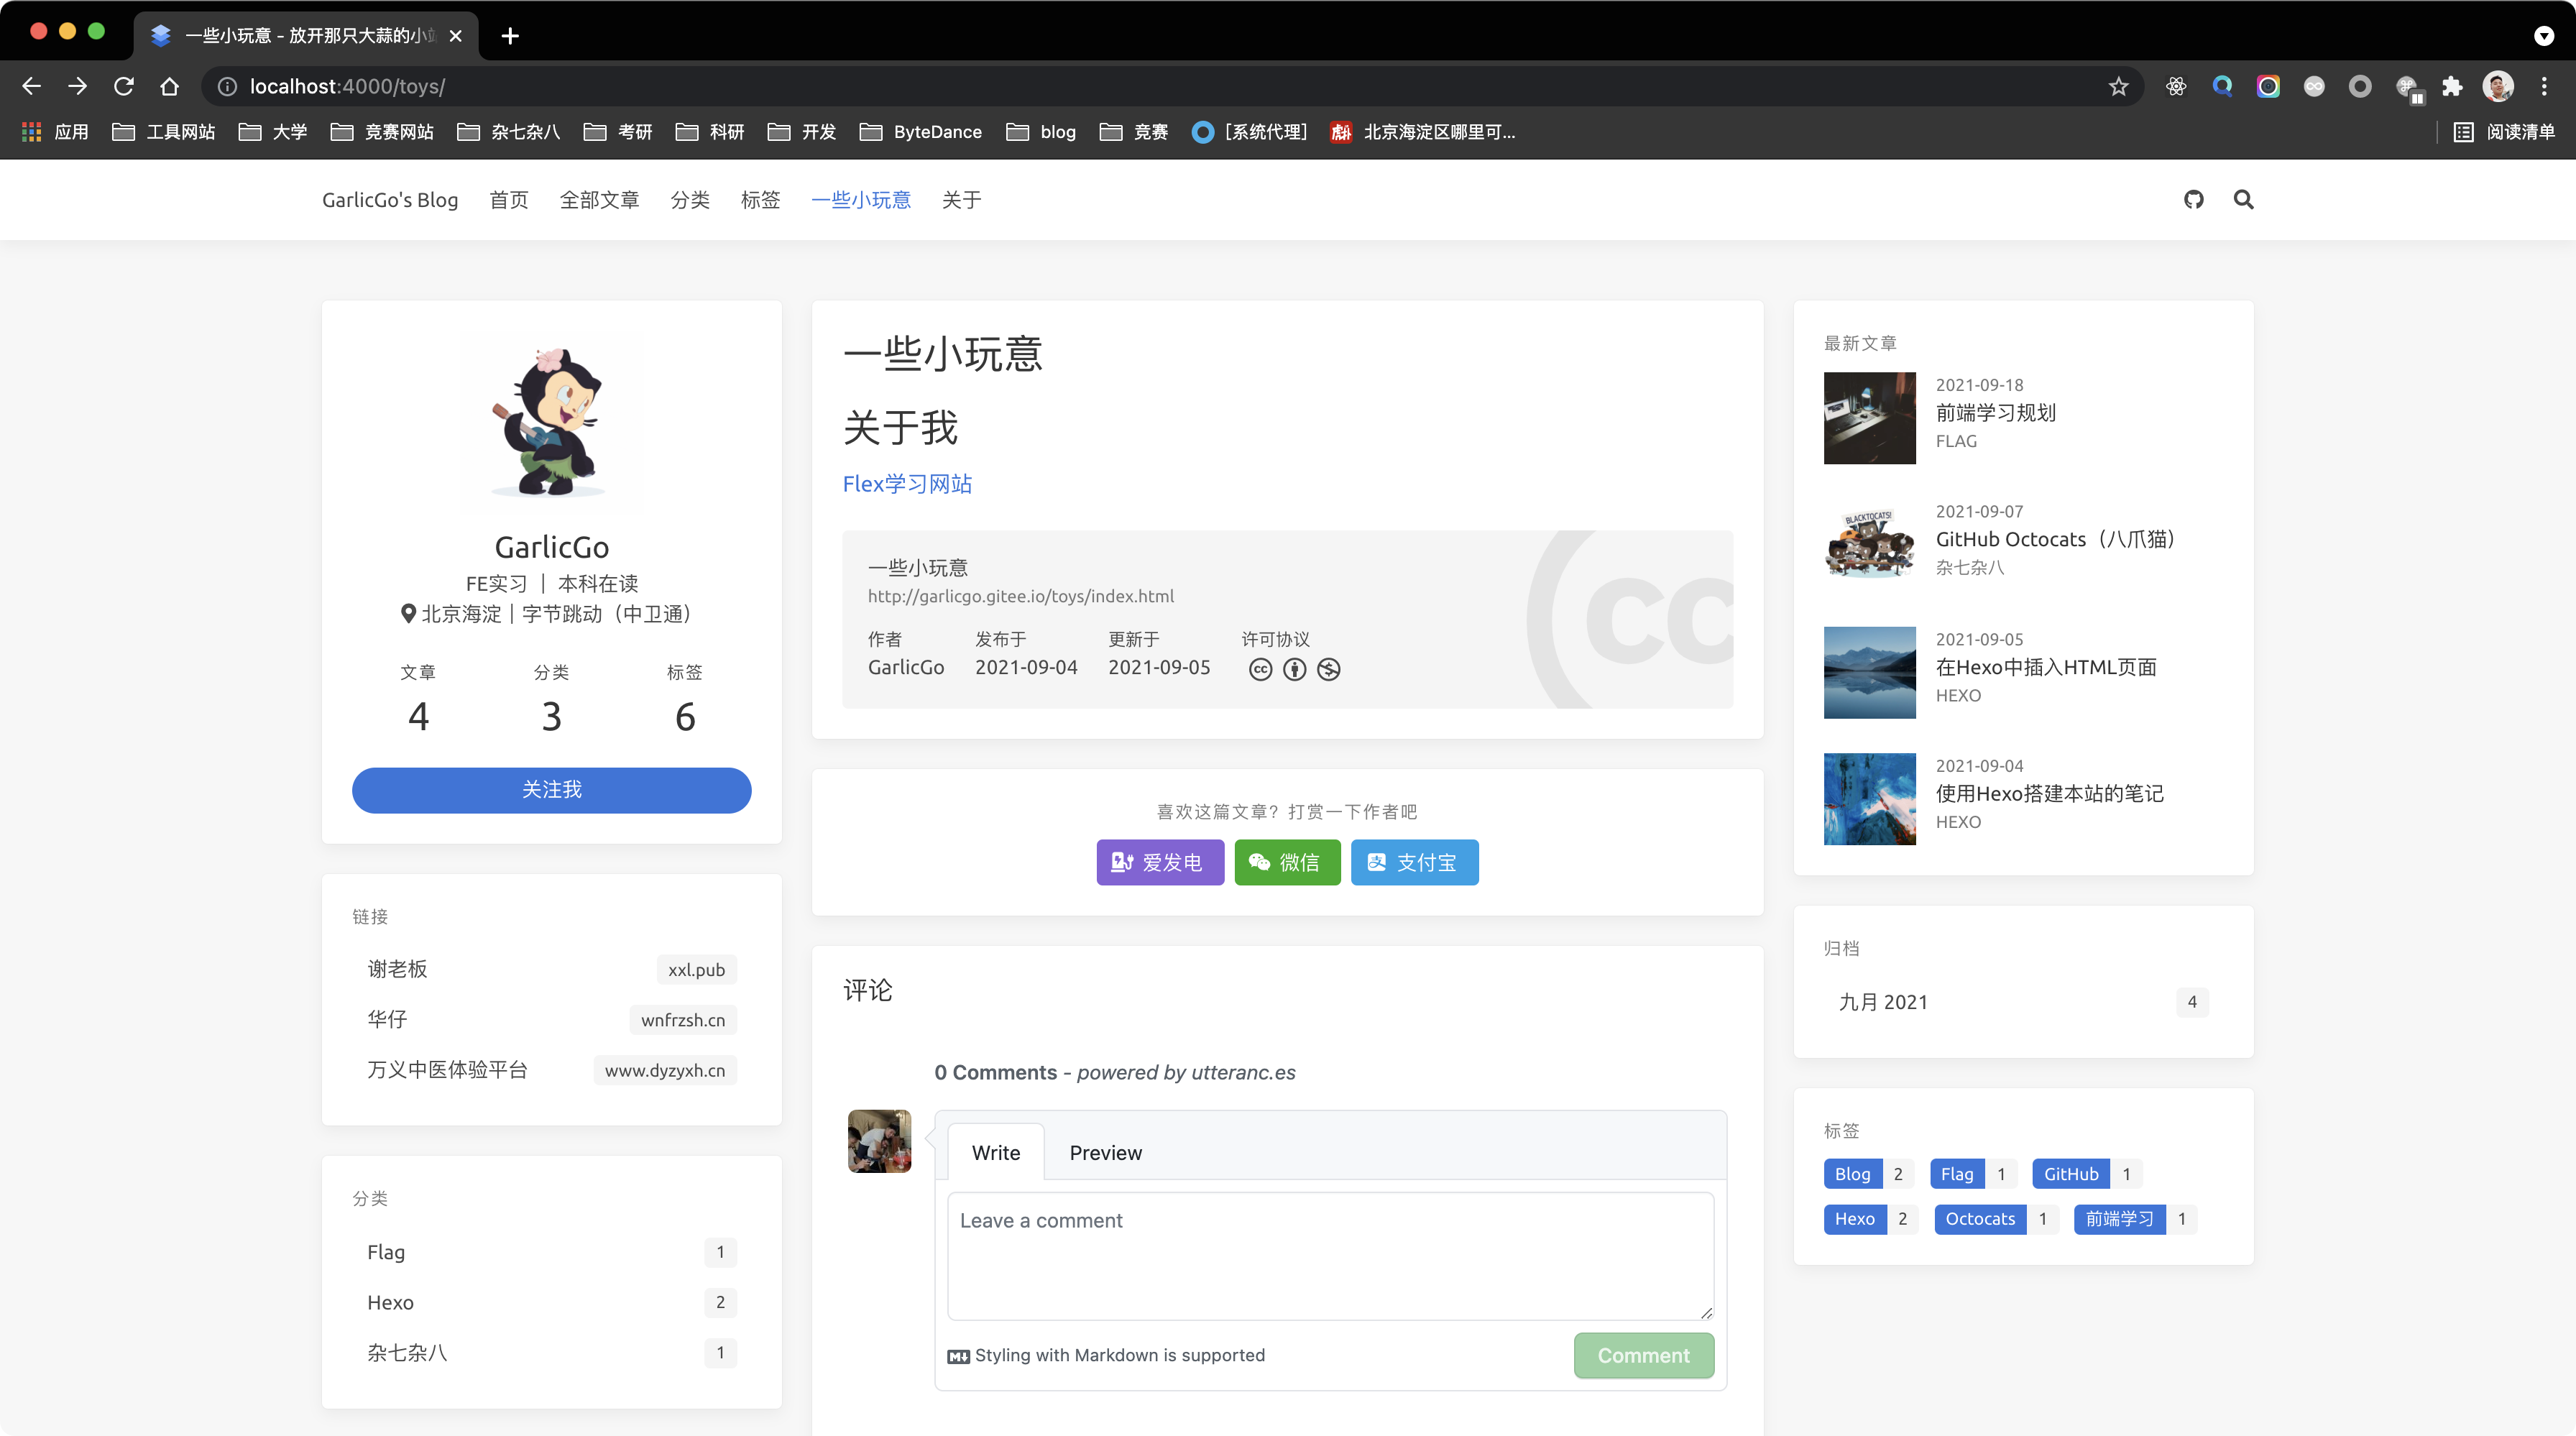 一些小玩意 - 放开那只大蒜的小
localhost:4000/toys/
应用 工具网站 大学 竞赛网站 杂七杂八 考研 科研 开发 ByteDance blog 竞赛 [系统代理] 北京海淀区哪里可... 阅读清单
GarlicGo's Blog 首页 全部文章 分类 标签 一些小玩意 关于
GarlicGo
FE实习 | 本科在读
北京海淀 | 字节跳动（中卫通）
文章 分类 标签
4 3 6
关注我
链接
谢老板 xxl.pub
华仔 wnfrzsh.cn
万义中医体验平台 www.dyzyxh.cn
分类
Flag 1
Hexo 2
杂七杂八 1
一些小玩意
关于我
Flex学习网站
一些小玩意
http://garlicgo.gitee.io/toys/index.html
作者 发布于 更新于 许可协议
GarlicGo 2021-09-04 2021-09-05
cc
喜欢这篇文章？打赏一下作者吧
爱发电 微信 支付宝
评论
0 Comments - powered by utteranc.es
Write Preview
Leave a comment
Styling with Markdown is supported
Comment
最新文章
2021-09-18
前端学习规划
FLAG
BLACKTOCATS!
2021-09-07
GitHub Octocats（八爪猫）
杂七杂八
2021-09-05
在Hexo中插入HTML页面
HEXO
2021-09-04
使用Hexo搭建本站的笔记
HEXO
归档
九月 2021 4
标签
Blog 2 Flag 1 GitHub 1
Hexo 2 Octocats 1 前端学习 1